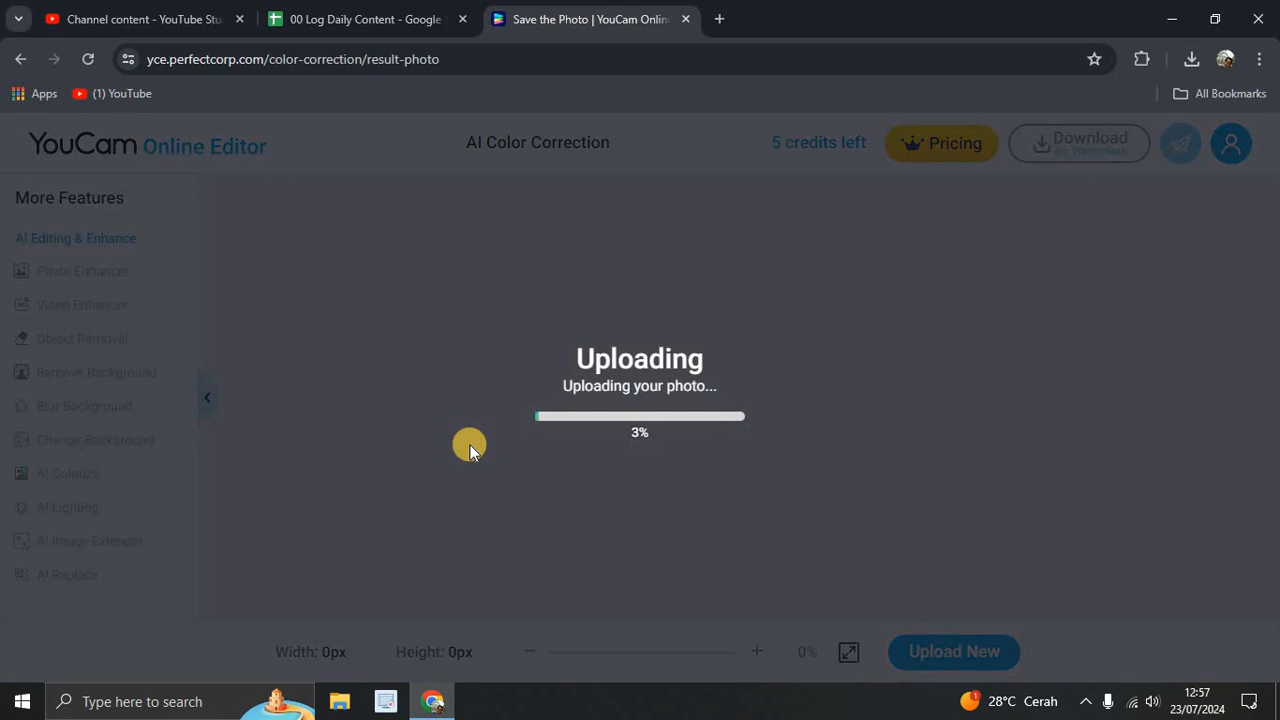 Channel content - YouTube Stu
00 Log Daily Content - Google
Save the Photo | YouCam Onlin
yce.perfectcorp.com/color-correction/result-photo
Apps
(1) YouTube
All Bookmarks
YouCam Online Editor
AI Color Correction
5 credits left
Pricing
Download
No Watermark
More Features
AI Editing & Enhance
Photo Enhancer
Video Enhancer
Object Removal
Remove Background
Blur Background
Change Background
AI Colorize
AI Lighting
AI Image Extender
AI Replace
Uploading
Uploading your photo...
3%
Width: 0px
Height: 0px
0%
Upload New
Type here to search
1
28°C Cerah
12:57
23/07/2024